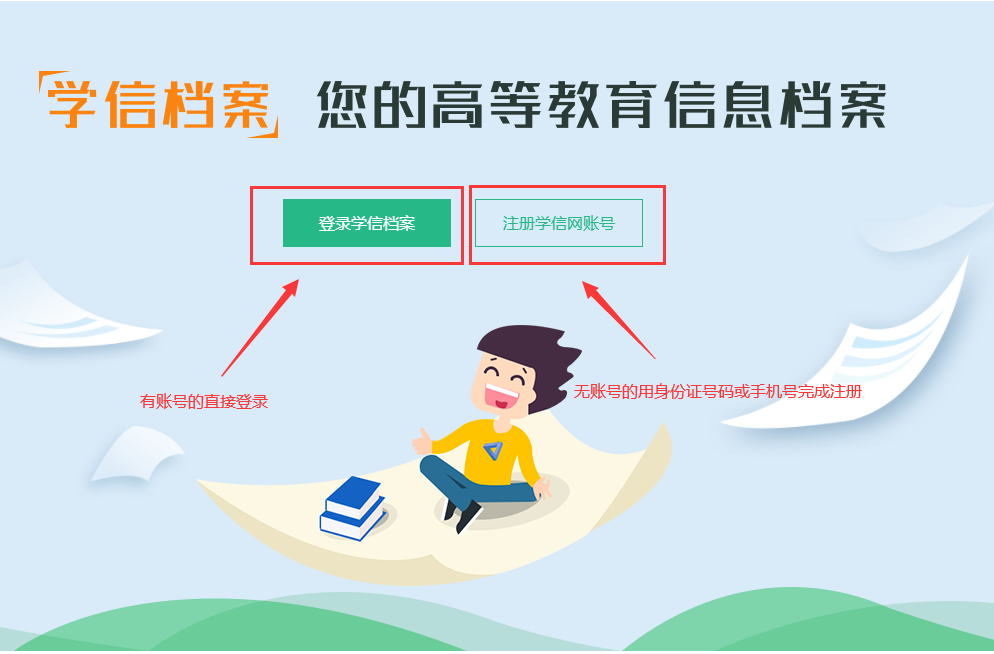 学信档案 您的高等教育信息档案
登录学信档案 注册学信网账号
有账号的直接登录
无账号的用身份证号码或手机号完成注册